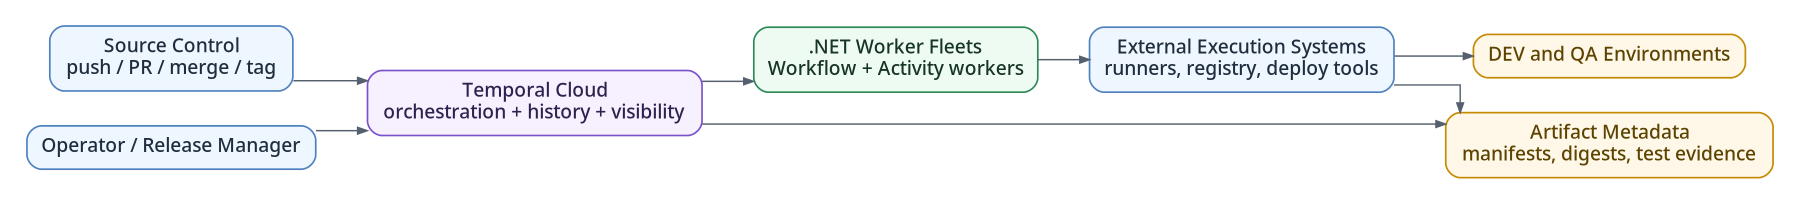 Source Control
push / PR / merge / tag
Operator / Release Manager
Temporal Cloud
orchestration + history + visibility
.NET Worker Fleets
Workflow + Activity workers
External Execution Systems
runners, registry, deploy tools
DEV and QA Environments
Artifact Metadata
manifests, digests, test evidence